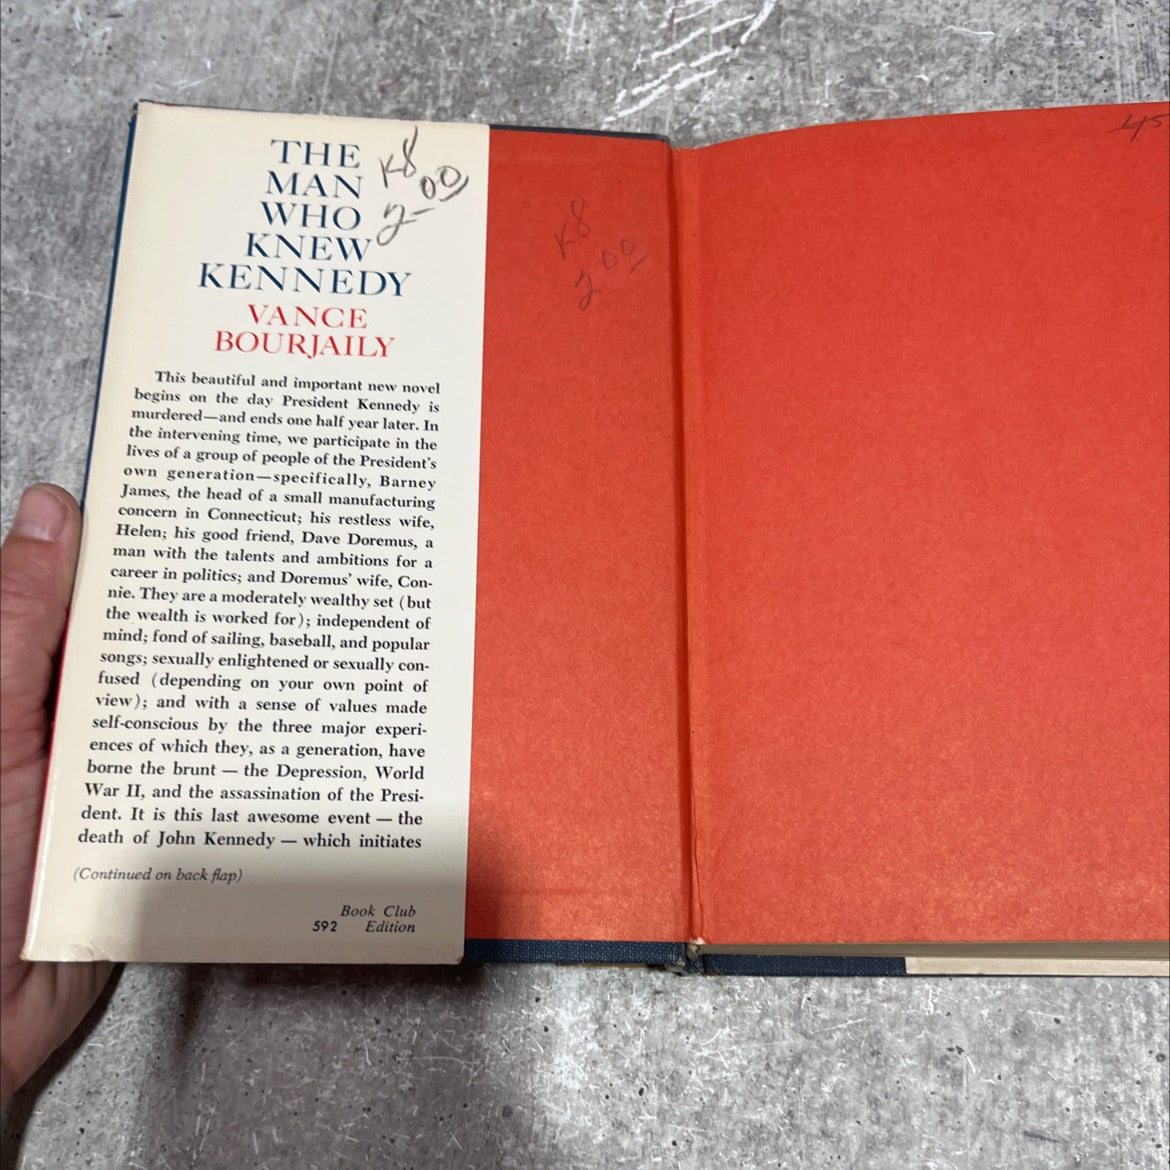 THE
MAN
WHO
KNEW
KENNEDY
K8
2-00
VANCE
BOURJAILY
This beautiful and important new novel
begins on the day President Kennedy is
murdered—and ends one half year later. In
the intervening time, we participate in the
lives of a group of people of the President's
own generation—specifically, Barney
James, the head of a small manufacturing
concern in Connecticut; his restless wife,
Helen; his good friend, Dave Doremus, a
man with the talents and ambitions for a
career in politics; and Doremus' wife, Con-
nie. They are a moderately wealthy set (but
the wealth is worked for); independent of
mind; fond of sailing, baseball, and popular
songs; sexually enlightened or sexually con-
fused (depending on your own point of
view); and with a sense of values made
self-conscious by the three major experi-
ences of which they, as a generation, have
borne the brunt — the Depression, World
War II, and the assassination of the Presi-
dent. It is this last awesome event — the
death of John Kennedy — which initiates
(Continued on back flap)
Book Club
592 Edition
K8
2 00
45